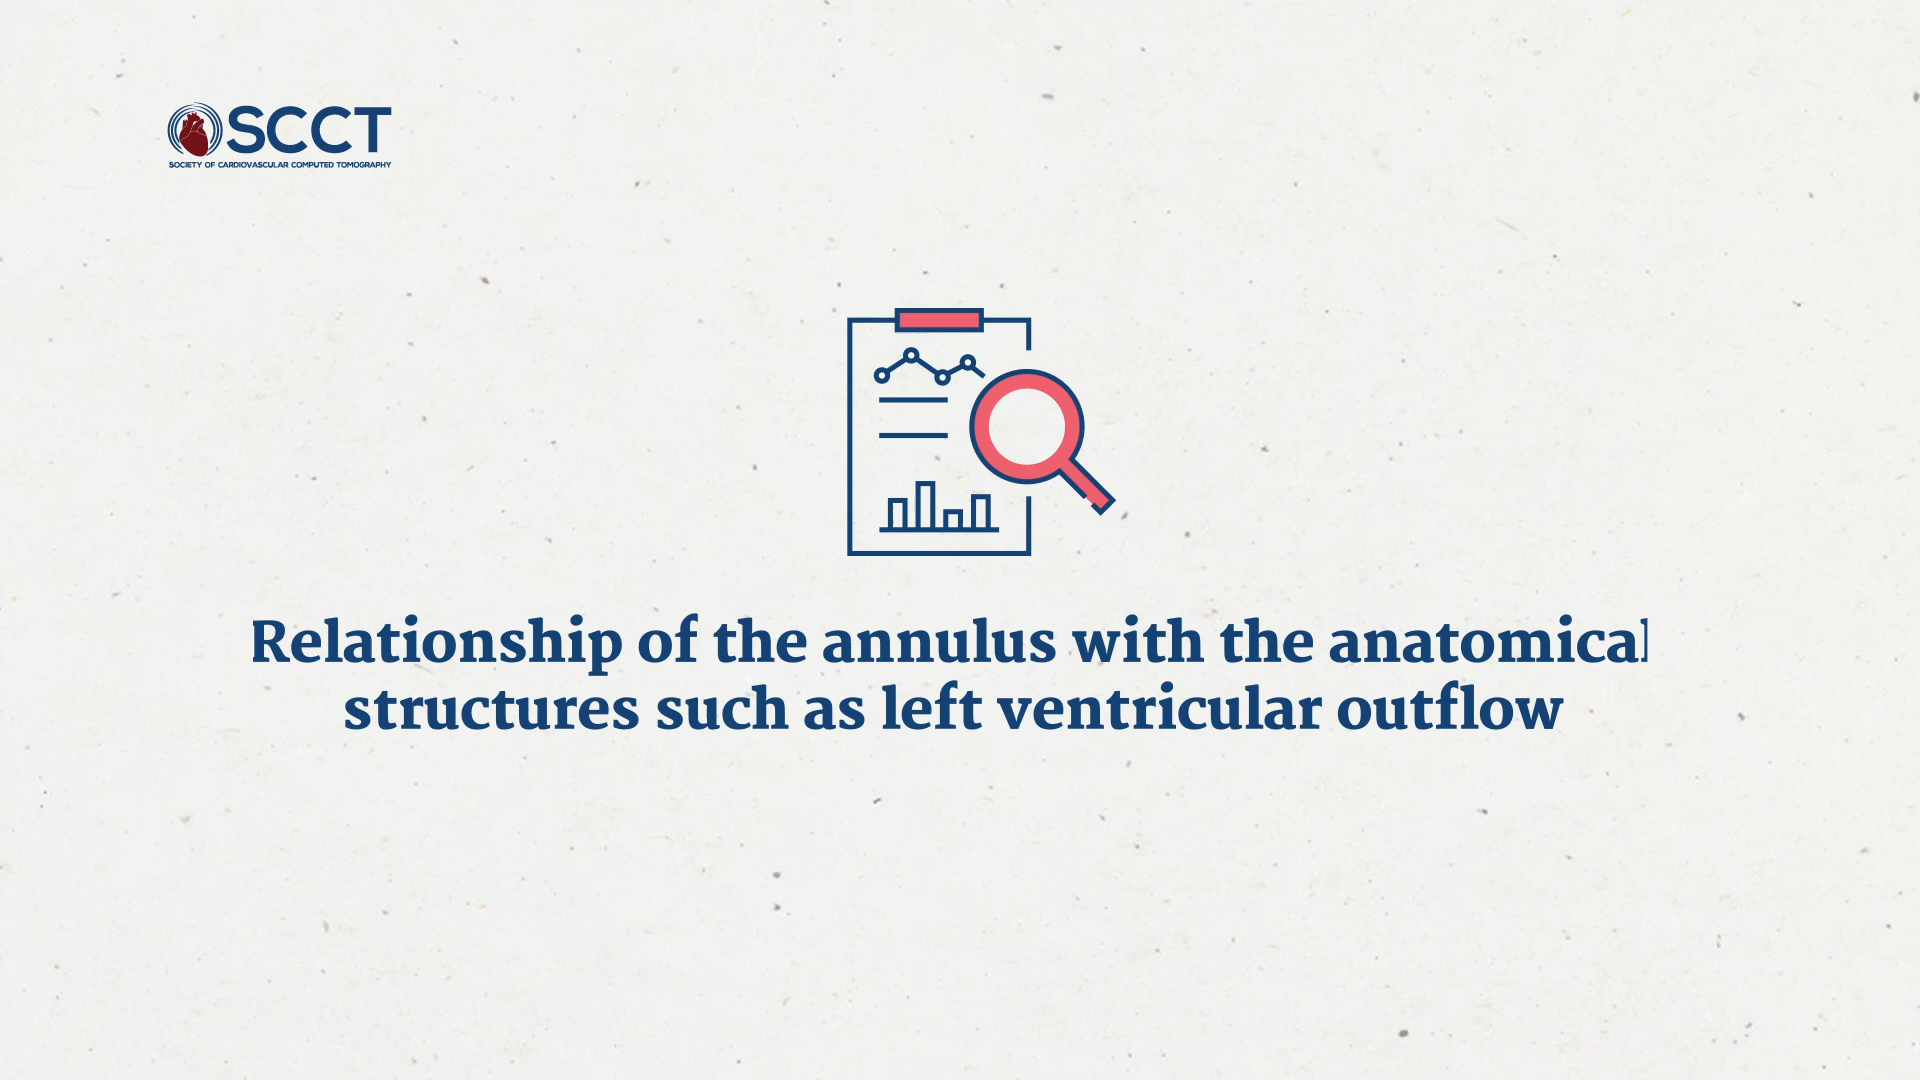 SCCT
SOCIETY OF CARDIOVASCULAR COMPUTED TOMOGRAPHY
Relationship of the annulus with the anatomical
structures such as left ventricular outflow